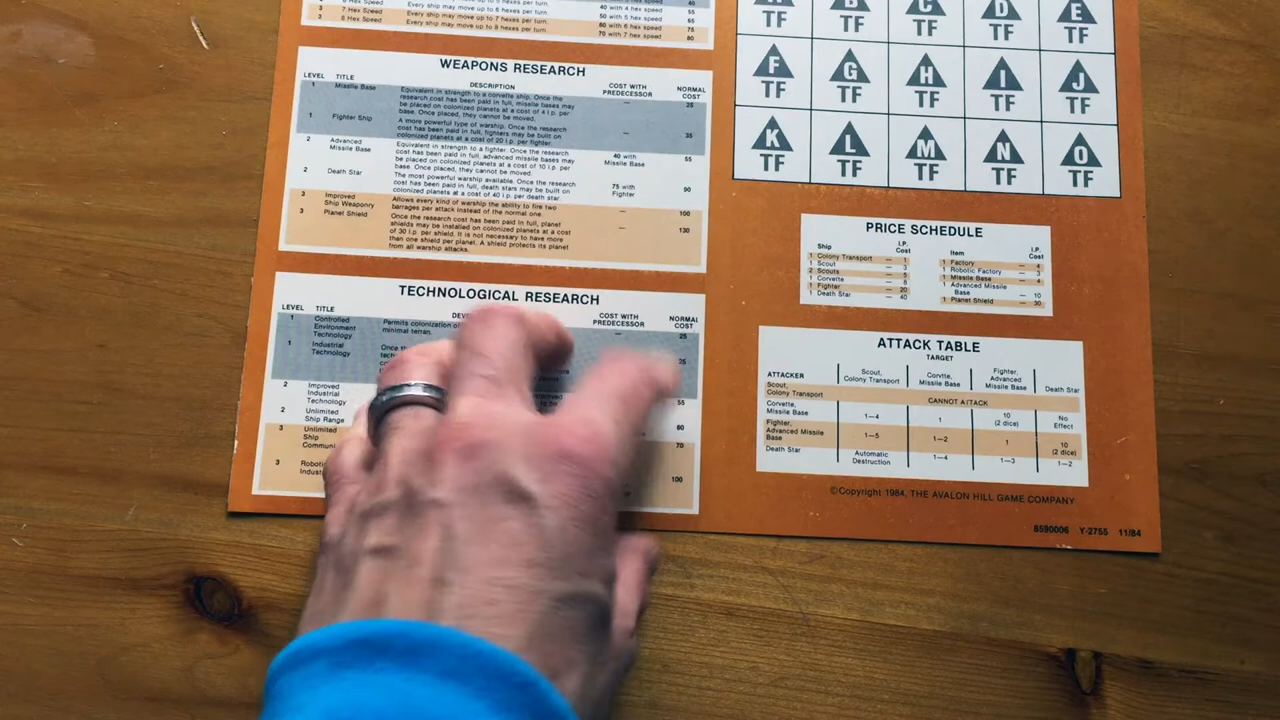 Every ship may move up to 6 hexes per turn.
40 with 4 hex speed
55
7 Hex Speed
Every ship may move up to 7 hexes per turn.
50 with 5 hex speed
65
3
8 Hex Speed
Every ship may move up to 8 hexes per turn.
60 with 6 hex speed
75
70 with 7 hex speed
80
WEAPONS RESEARCH
LEVEL TITLE DESCRIPTION COST WITH PREDECESSOR NORMAL COST
1 Missile Base
Equivalent in strength to a corvette ship. Once the
research cost has been paid in full, missile bases may
be placed on colonized planets at a cost of 4 i.p. per
base. Once placed, they cannot be moved.
— 35
1 Fighter Ship
A more powerful type of warship. Once the research
cost has been paid in full, fighters may be built on
colonized planets at a cost of 20 i.p. per fighter.
— 35
2 Advanced
Missile Base
Equivalent in strength to a fighter. Once the research
cost has been paid in full, advanced missile bases may
be placed on colonized planets at a cost of 10 i.p. per
base. Once placed, they cannot be moved.
40 with
Missile Base
55
2 Death Star
The most powerful warship available. Once the research
cost has been paid in full, death stars may be built on
colonized planets at a cost of 40 i.p. per death star.
75 with
Fighter
90
3 Improved
Ship Weaponry
Allows every kind of warship the ability to fire two
barrages per attack instead of the normal one.
— 100
3 Planet Shield
Once the research cost has been paid in full, planet
shields may be installed on colonized planets at a cost
of 30 i.p. per shield. It is not necessary to have more
than one shield per planet. A shield protects its planet
from all warship attacks.
— 130
TECHNOLOGICAL RESEARCH
LEVEL TITLE COST WITH PREDECESSOR NORMAL COST
1 Controlled
Environment
Technology
Permits colonization of
minimal terran.
— 25
1 Industrial
Technology
25
2 Improved
Industrial
Technology
55
2 Unlimited
Ship Range
60
3 Unlimited
Ship
70
3
100
B C D E
TF TF TF TF TF
F G H I J
TF TF TF TF TF
K L M N O
TF TF TF TF TF
PRICE SCHEDULE
Ship I.P. Cost
1 Colony Transport — 1
1 Scout — 3
2 Scouts — 5
1 Corvette — 8
1 Fighter — 20
1 Death Star — 40
Item I.P. Cost
1 Factory — 4
1 Robotic Factory — 3
1 Missile Base — 4
1 Advanced Missile
Base — 10
1 Planet Shield — 30
ATTACK TABLE
TARGET
ATTACKER Scout, Colony Transport Corvtte, Missile Base Fighter, Advanced Missile Base Death Star
Scout,
Colony Transport CANNOT ATTACK
Corvette,
Missile Base 1—4 1 10 (2 dice) No Effect
Fighter,
Advanced Missile
Base 1—5 1—2 1 10 (2 dice)
Death Star Automatic Destruction 1—4 1—3 1—2
©Copyright 1984, THE AVALON HILL GAME COMPANY
8590006 Y-2755 11/84